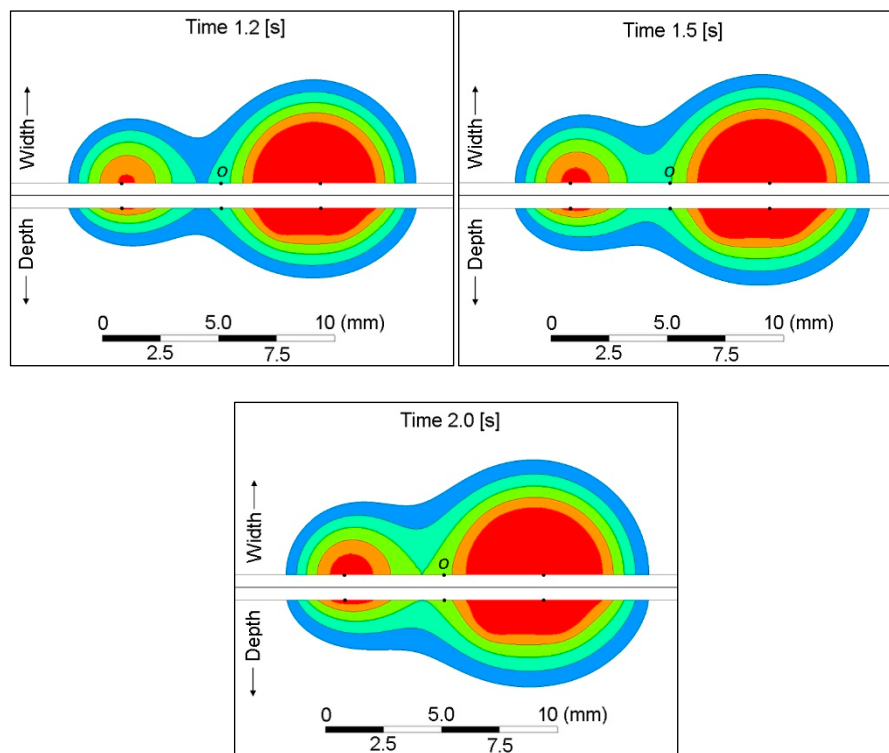 Time 1.2 [s]
Width
O
Depth
0 5.0 10 (mm)
2.5 7.5
Time 1.5 [s]
Width
O
Depth
0 5.0 10 (mm)
2.5 7.5
Time 2.0 [s]
Width
O
Depth
0 5.0 10 (mm)
2.5 7.5